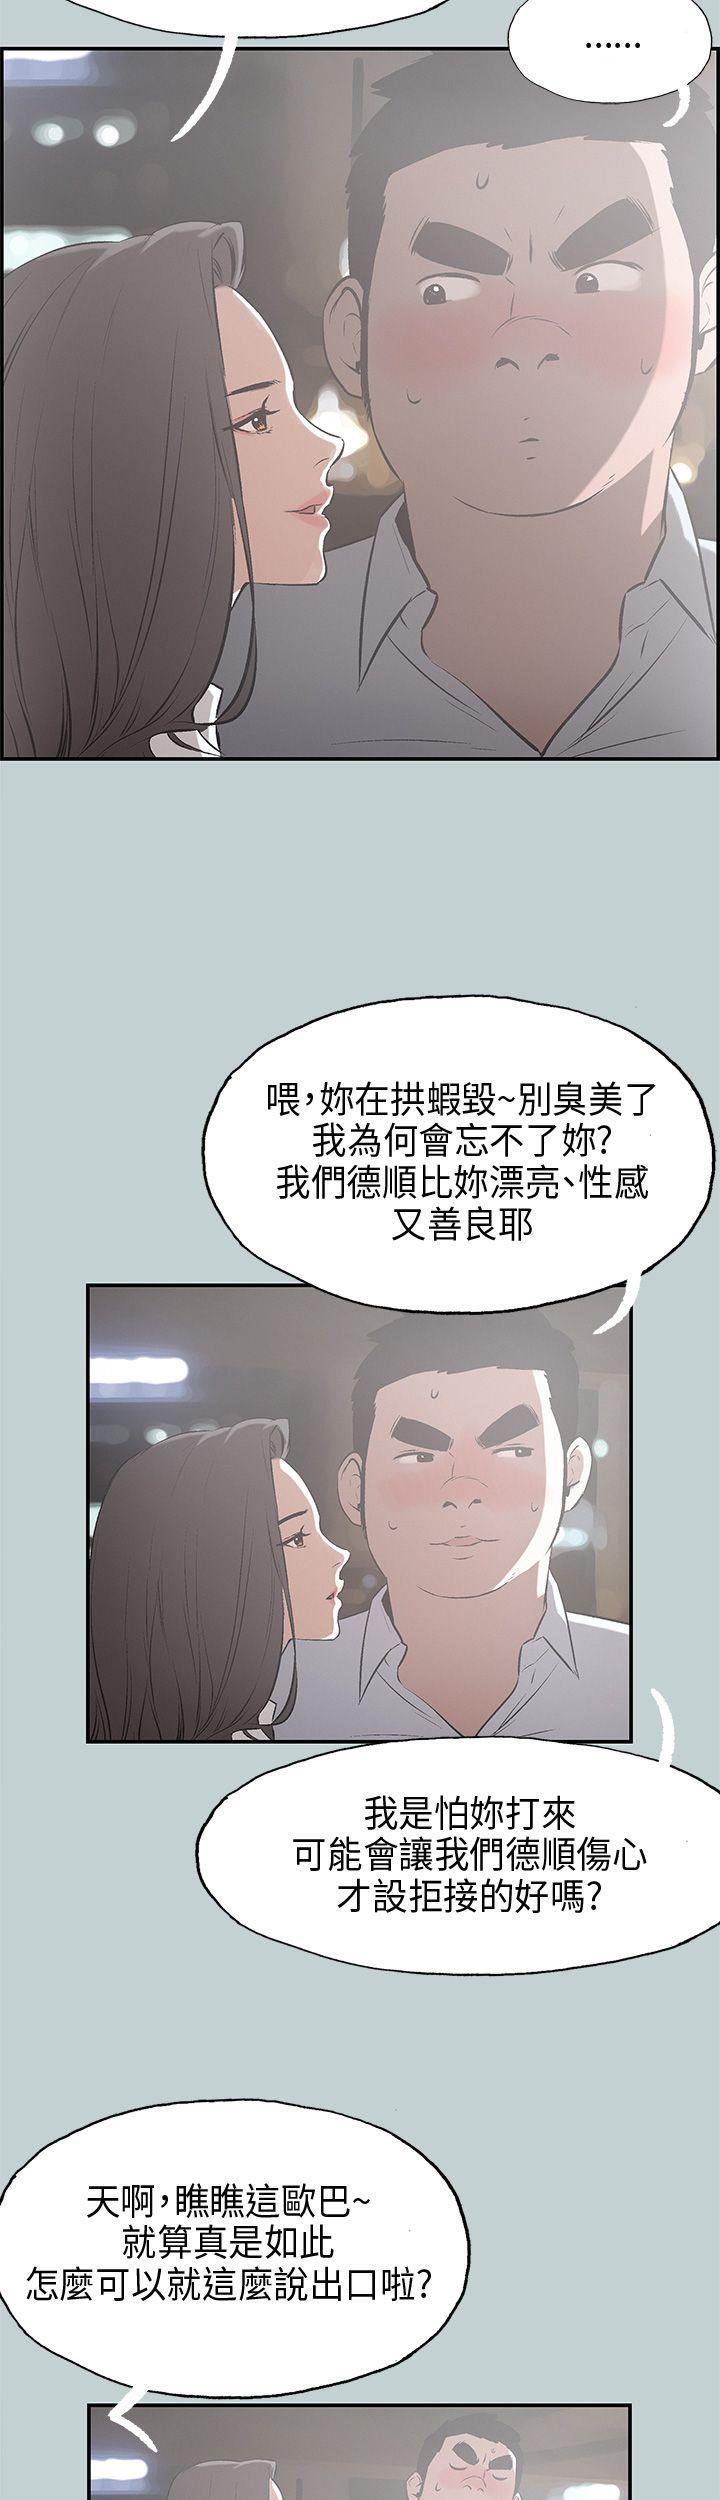 ……
喂，妳在拱蝦毀~別臭美了
我為何會忘不了妳？
我們德順比妳漂亮、性感
又善良耶
我是怕妳打來
可能會讓我們德順傷心
才設拒接的好嗎？
天啊，瞧瞧這歐巴~
就算真是如此
怎麼可以就這麼說出口啦？